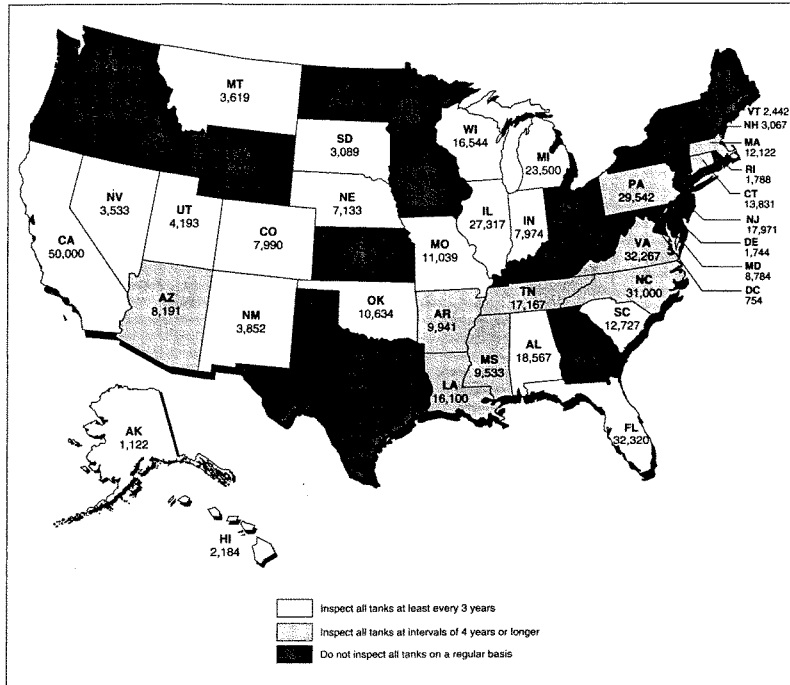 MT
3,619
SD
3,089
WI
16,544
MI
23,500
VT 2,442
NH 3,067
MA
12,122
RI
1,788
CT
13,831
NJ
17,971
DE
1,744
MD
8,784
DC
754
NV
3,533
UT
4,193
CO
7,990
NE
7,133
CA
50,000
MO
11,039
IL
27,317
IN
7,974
PA
29,542
VA
32,267
NC
31,000
TN
17,167
SC
12,727
AZ
8,191
NM
3,852
OK
10,634
AR
9,941
MS
9,533
AL
18,567
LA
16,100
FL
32,320
AK
1,122
HI
2,184
Inspect all tanks at least every 3 years
Inspect all tanks at intervals of 4 years or longer
Do not inspect all tanks on a regular basis